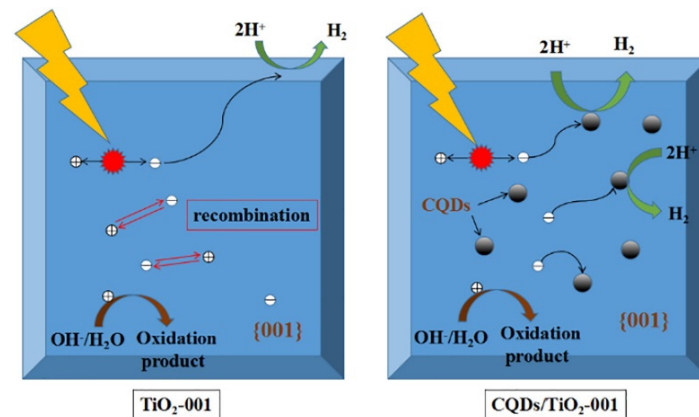 2H⁺
H₂
recombination
{001}
OH⁻/H₂O
Oxidation
product
TiO₂-001
2H⁺
H₂
2H⁺
H₂
CQDs
{001}
OH⁻/H₂O
Oxidation
product
CQDs/TiO₂-001